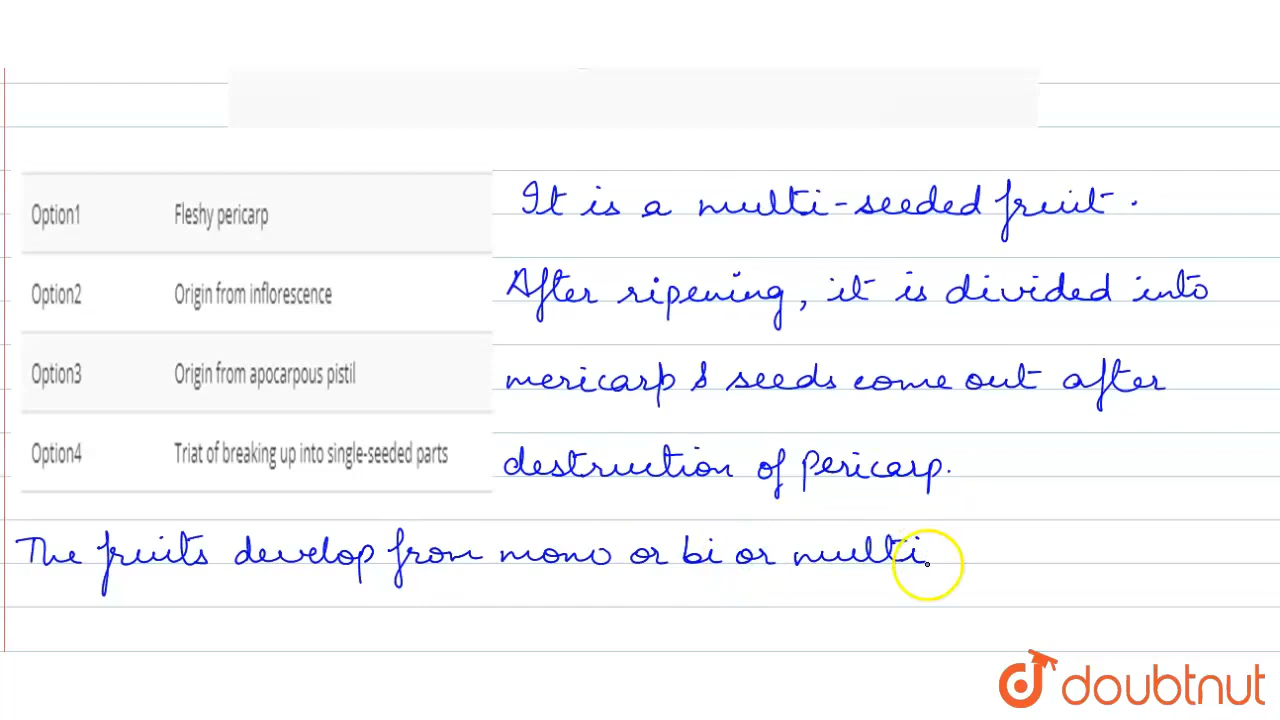 Option1 Fleshy pericarp
Option2 Origin from inflorescence
Option3 Origin from apocarpous pistil
Option4 Triat of breaking up into single-seeded parts
It is a multi-seeded fruit.
After ripening, it is divided into
mericarp & seeds come out after
destruction of pericarp.
The fruits develop from mono or bi or multi
doubtnut